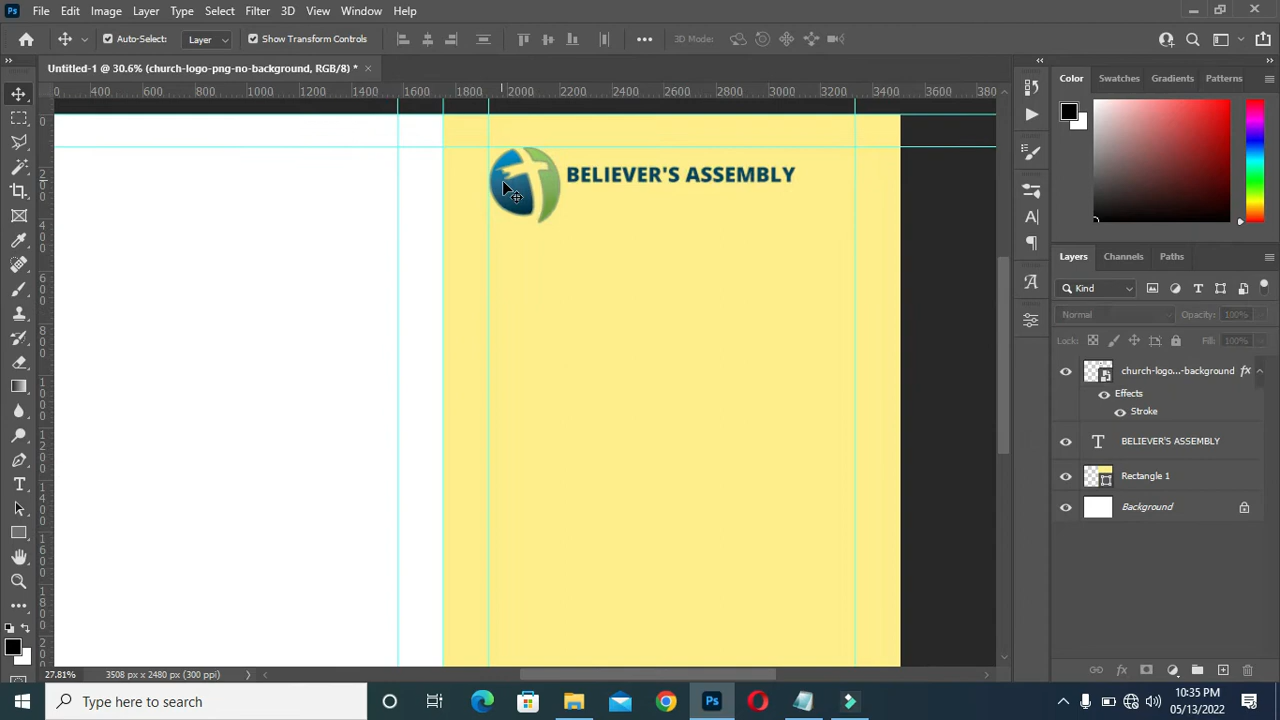 File Edit Image Layer Type Select Filter 3D View Window Help
Auto-Select: Layer Show Transform Controls 3D Mode:
Untitled-1 @ 30.6% (church-logo-png-no-background, RGB/8) *
400 600 800 1000 1200 1400 1600 1800 2000 2200 2400 2600 2800 3000 3200 3400 3600 3800
BELIEVER'S ASSEMBLY
Color Swatches Gradients Patterns
Layers Channels Paths
Kind
Normal Opacity: 100%
Lock: Fill: 100%
church-logo...-background fx
Effects
Stroke
BELIEVER'S ASSEMBLY
Rectangle 1
Background
27.81% 3508 px x 2480 px (300 ppi)
Type here to search
10:35 PM
05/13/2022